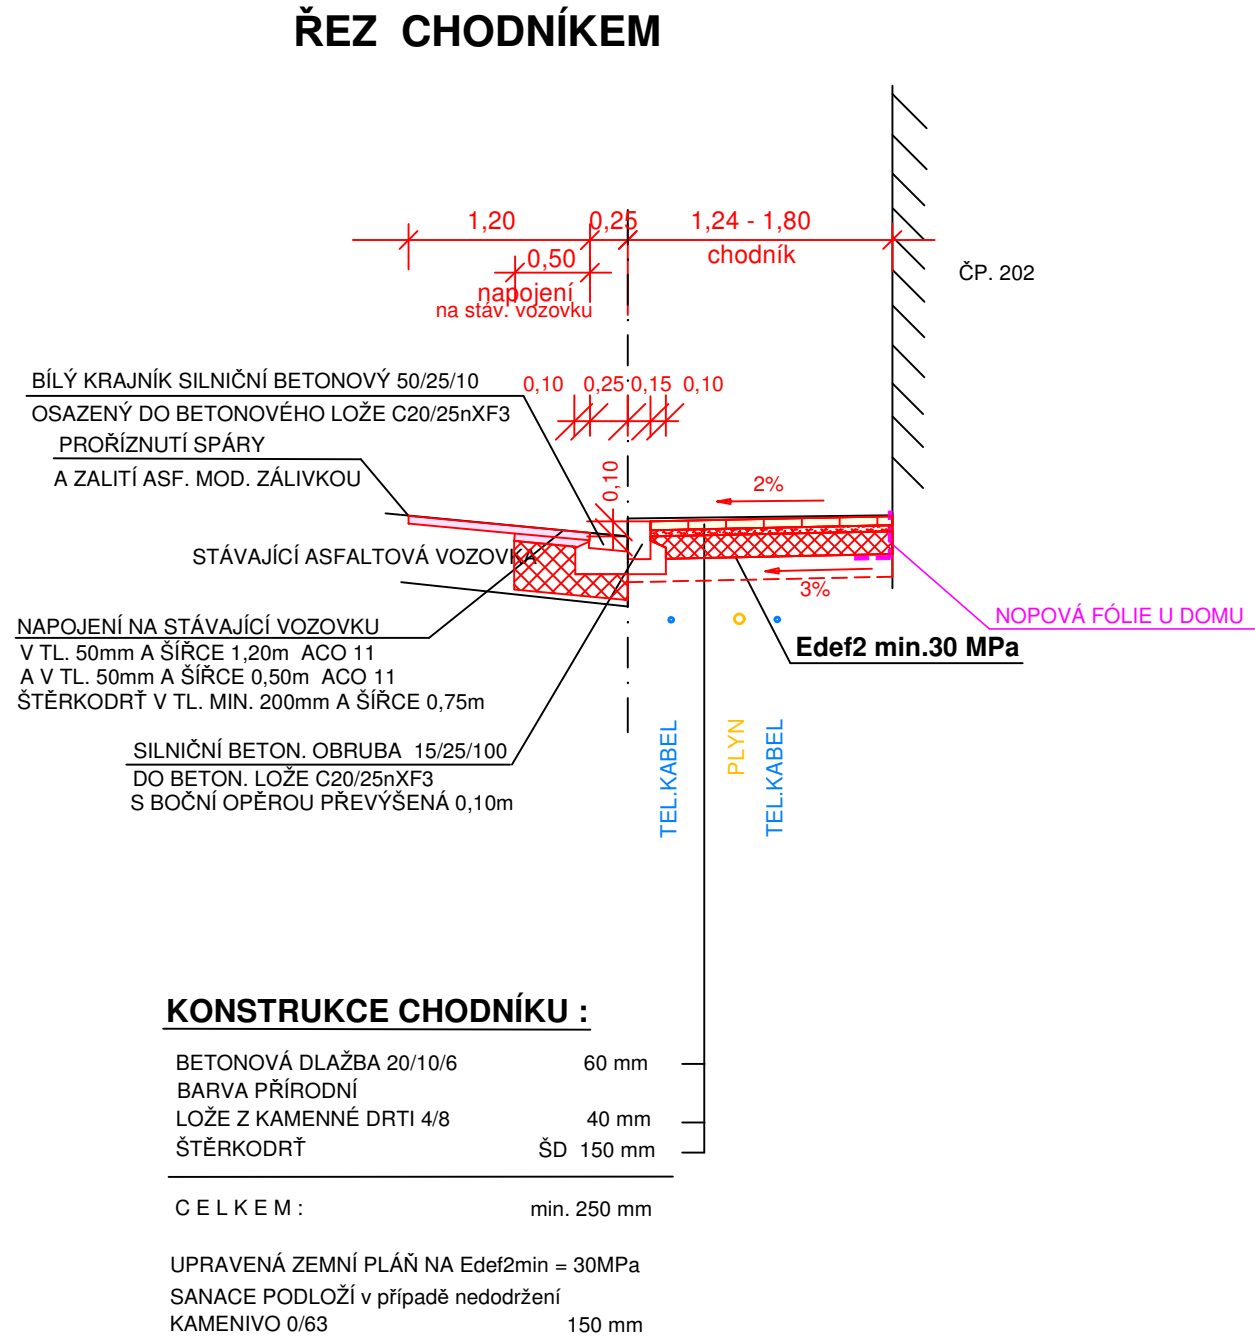 ŘEZ CHODNÍKEM
1,20
0,25
1,24 - 1,80
chodník
0,50
napojení
na stáv. vozovku
ČP. 202
BÍLÝ KRAJNÍK SILNIČNÍ BETONOVÝ 50/25/10
OSAZENÝ DO BETONOVÉHO LOŽE C20/25nXF3
0,10
0,25
0,15
0,10
PROŘÍZNUTÍ SPÁRY
A ZALITÍ ASF. MOD. ZÁLIVKOU
0,10
2%
STÁVAJÍCÍ ASFALTOVÁ VOZOVKA
3%
NOPOVÁ FÓLIE U DOMU
NAPOJENÍ NA STÁVAJÍCÍ VOZOVKU
V TL. 50mm A ŠÍŘCE 1,20m ACO 11
A V TL. 50mm A ŠÍŘCE 0,50m ACO 11
ŠTĚRKODRŤ V TL. MIN. 200mm A ŠÍŘCE 0,75m
Edef2 min.30 MPa
SILNIČNÍ BETON. OBRUBA 15/25/100
DO BETON. LOŽE C20/25nXF3
S BOČNÍ OPĚROU PŘEVÝŠENÁ 0,10m
TEL.KABEL
PLYN
TEL.KABEL
KONSTRUKCE CHODNÍKU :
BETONOVÁ DLAŽBA 20/10/6 60 mm
BARVA PŘÍRODNÍ
LOŽE Z KAMENNÉ DRTI 4/8 40 mm
ŠTĚRKODRŤ ŠD 150 mm
C E L K E M : min. 250 mm
UPRAVENÁ ZEMNÍ PLÁŇ NA Edef2min = 30MPa
SANACE PODLOŽÍ v případě nedodržení
KAMENIVO 0/63 150 mm